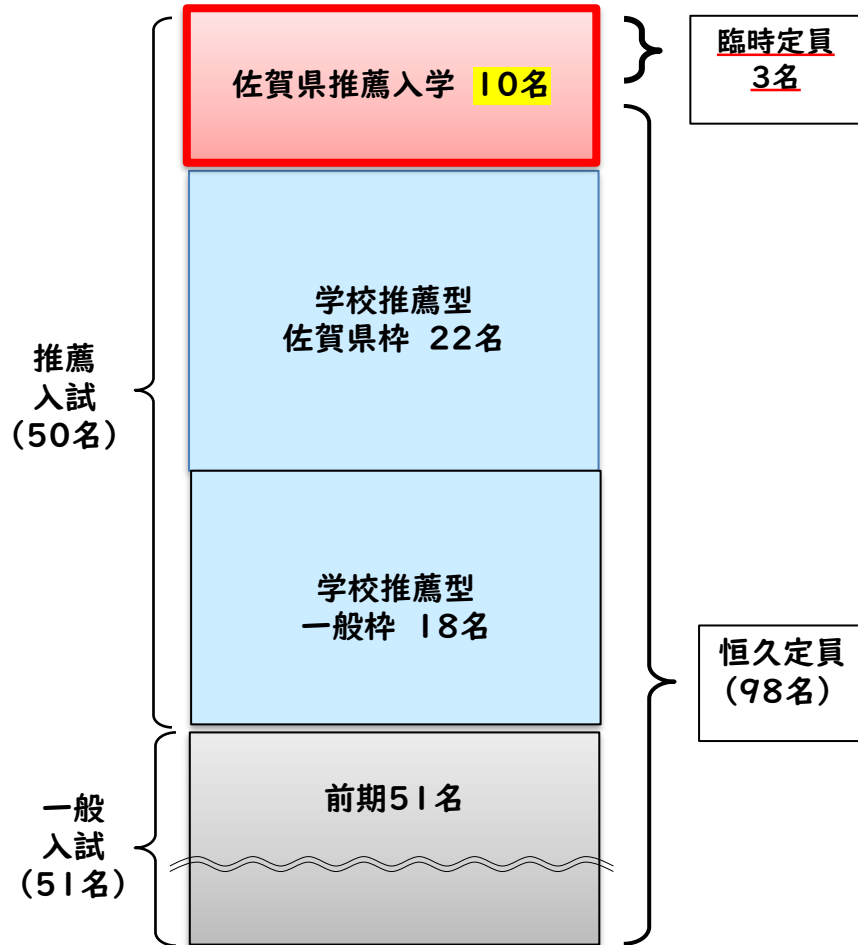 佐賀県推薦入学 10名
臨時定員
3名
学校推薦型
佐賀県枠 22名
推薦
入試
(50名)
学校推薦型
一般枠 18名
恒久定員
(98名)
前期51名
一般
入試
(51名)